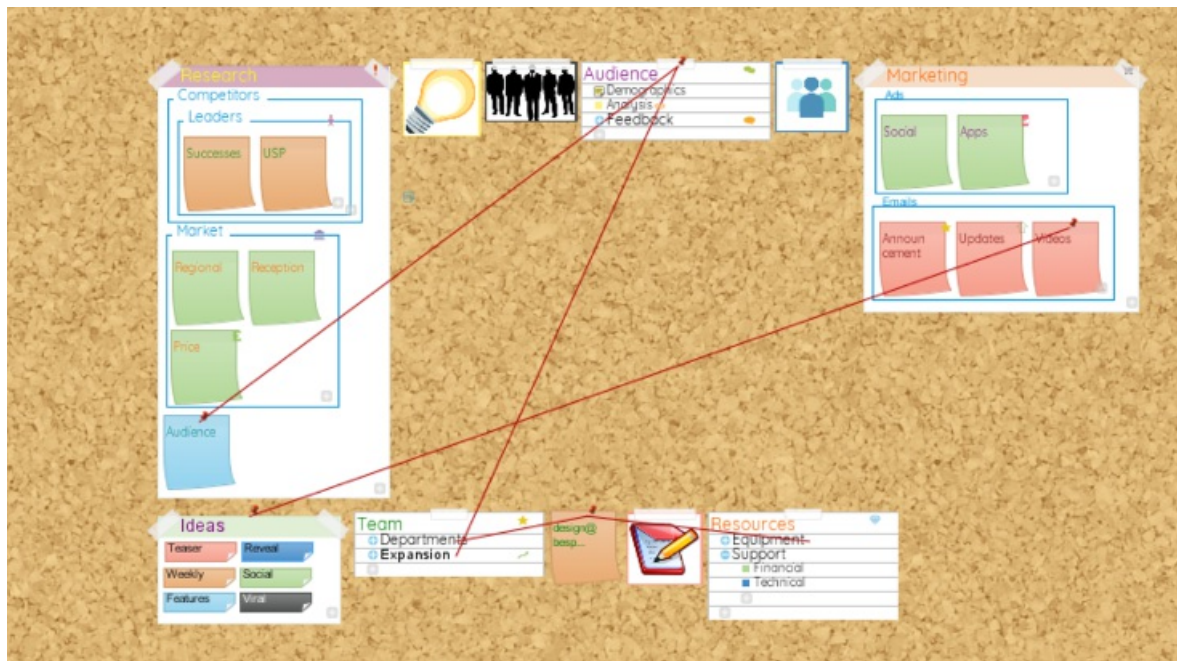 Research
Competitors
Leaders
Successes
USP
Market
Regional
Reception
Price
Audience
Audience
Demographics
Analysis
Feedback
Marketing
Ads
Social
Apps
Emails
Announ
cement
Updates
Videos
Ideas
Teaser
Reveal
Weekly
Social
Features
Viral
Team
Departments
Expansion
design@
besp...
Resources
Equipment
Support
Financial
Technical